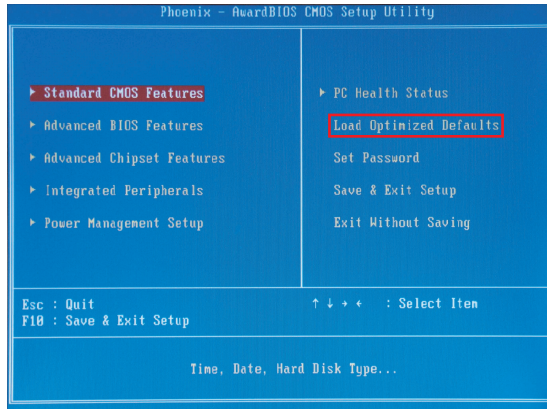 Phoenix - AwardBIOS CMOS Setup Utility
▶ Standard CMOS Features
▶ Advanced BIOS Features
▶ Advanced Chipset Features
▶ Integrated Peripherals
▶ Power Management Setup
▶ PC Health Status
Load Optimized Defaults
Set Password
Save & Exit Setup
Exit Without Saving
Esc : Quit
F10 : Save & Exit Setup
↑ ↓ → ← : Select Item
Time, Date, Hard Disk Type...